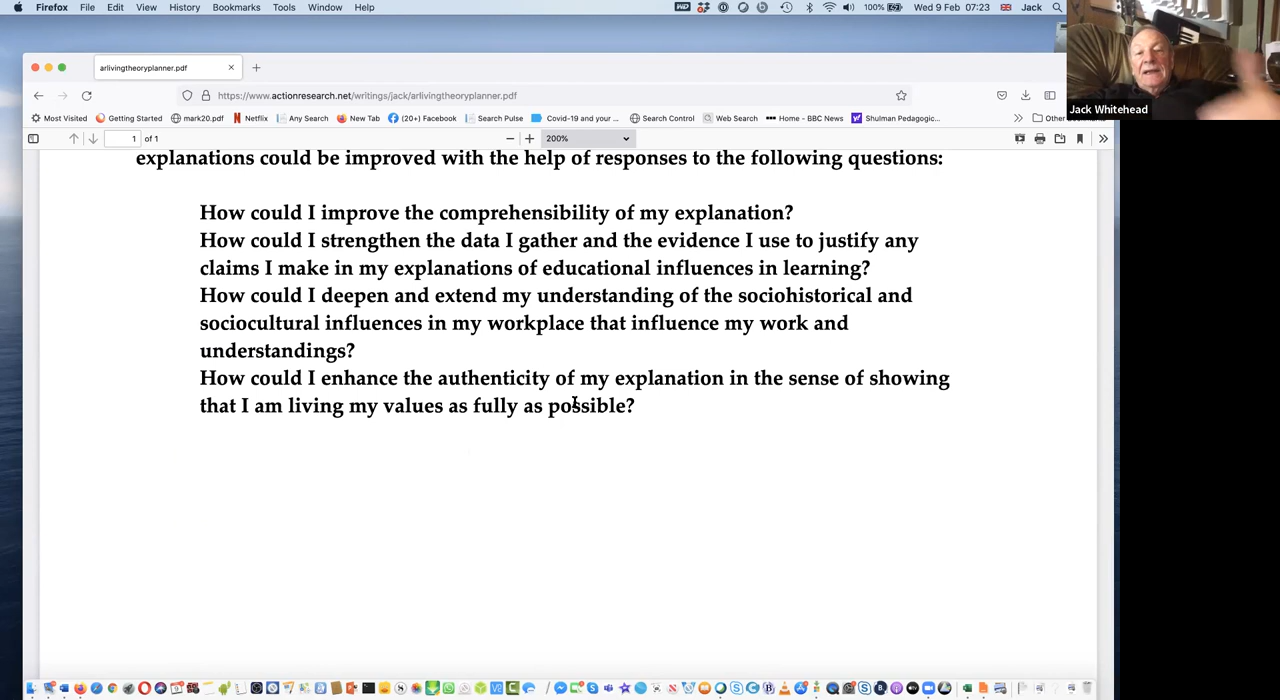 Firefox File Edit View History Bookmarks Tools Window Help 100% Wed 9 Feb 07:23 Jack
arlivingtheoryplanner.pdf
https://www.actionresearch.net/writings/jack/arlivingtheoryplanner.pdf
Jack Whitehead
Most Visited Getting Started mark20.pdf Netflix Any Search New Tab (20+) Facebook Search Pulse Covid-19 and your ... Search Control Web Search Home - BBC News Shulman Pedagogic... Other
1 of 1 200%
explanations could be improved with the help of responses to the following questions:
How could I improve the comprehensibility of my explanation?
How could I strengthen the data I gather and the evidence I use to justify any
claims I make in my explanations of educational influences in learning?
How could I deepen and extend my understanding of the sociohistorical and
sociocultural influences in my workplace that influence my work and
understandings?
How could I enhance the authenticity of my explanation in the sense of showing
that I am living my values as fully as possible?